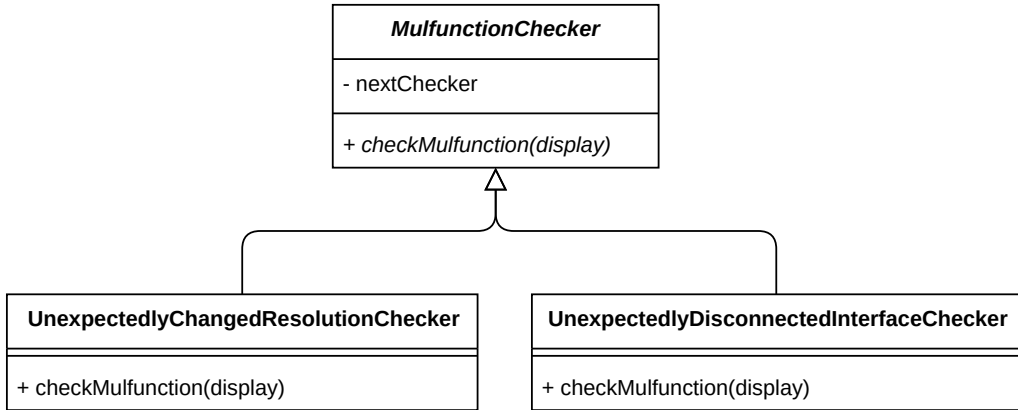 MulfunctionChecker
- nextChecker
+ checkMulfunction(display)
UnexpectedlyChangedResolutionChecker
+ checkMulfunction(display)
UnexpectedlyDisconnectedInterfaceChecker
+ checkMulfunction(display)